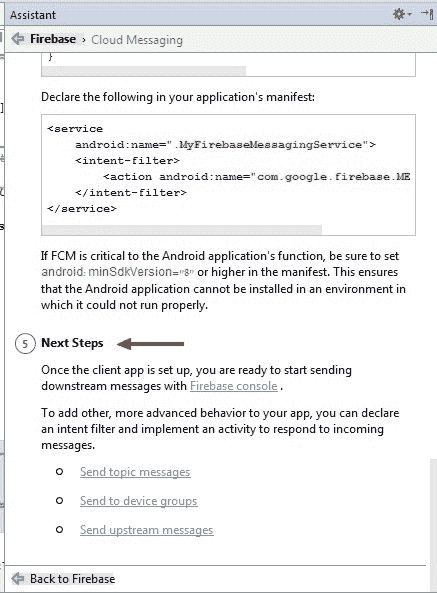 Assistant
Firebase › Cloud Messaging
}
Declare the following in your application's manifest:
<service
android:name=".MyFirebaseMessagingService">
<intent-filter>
<action android:name="com.google.firebase.ME
</intent-filter>
</service>
If FCM is critical to the Android application's function, be sure to set
android:minSdkVersion="8" or higher in the manifest. This ensures
that the Android application cannot be installed in an environment in
which it could not run properly.
5 Next Steps
Once the client app is set up, you are ready to start sending
downstream messages with Firebase console .
To add other, more advanced behavior to your app, you can declare
an intent filter and implement an activity to respond to incoming
messages.
Send topic messages
Send to device groups
Send upstream messages
Back to Firebase